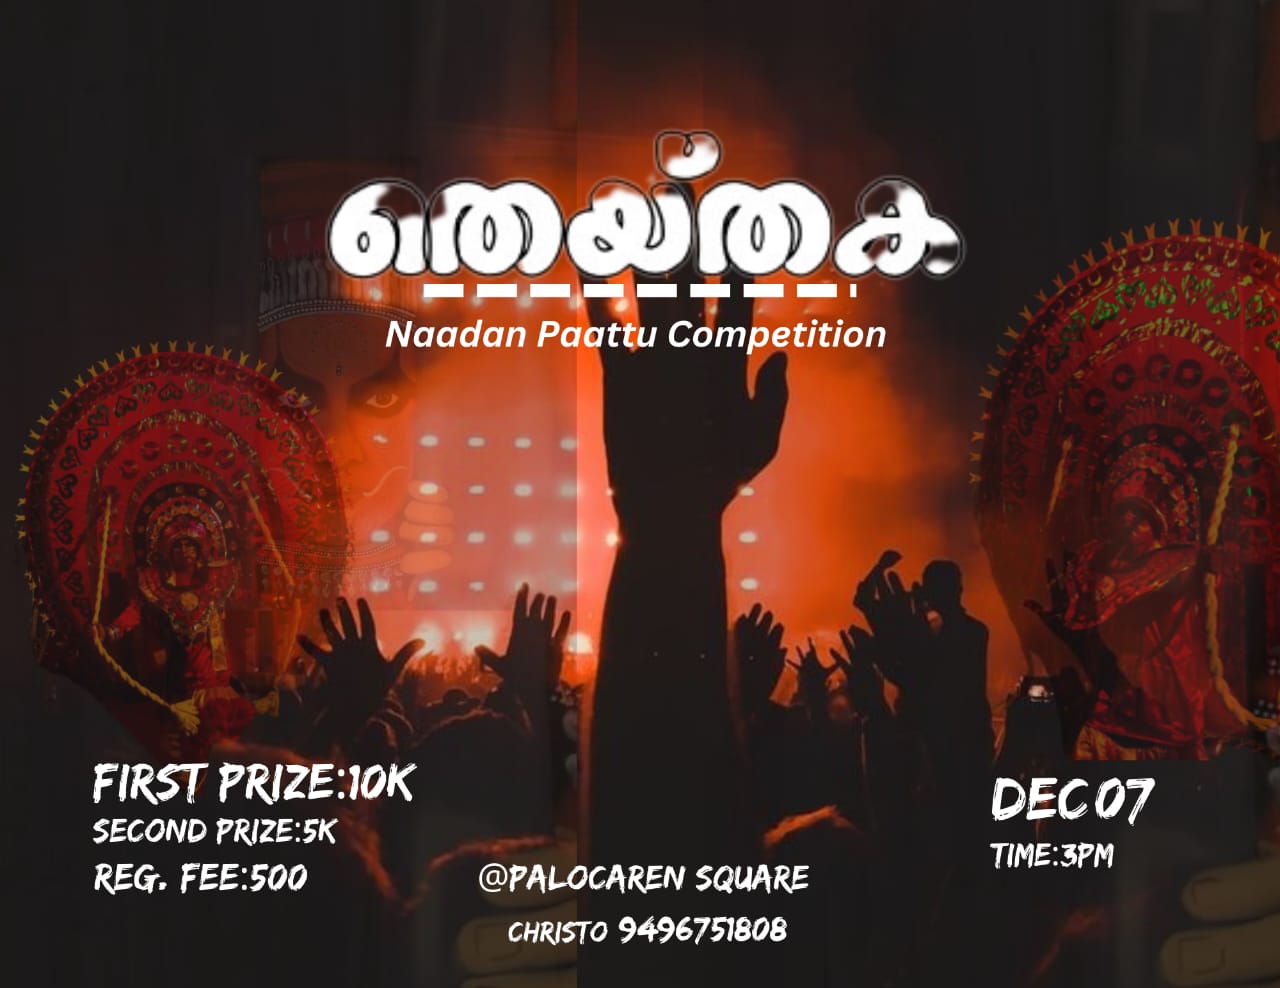 തെയ്തക
Naadan Paattu Competition
FIRST PRIZE:10K
SECOND PRIZE:5K
REG. FEE:500
DEC 07
TIME:3PM
@PALOCAREN SQUARE
CHRISTO 9496751808